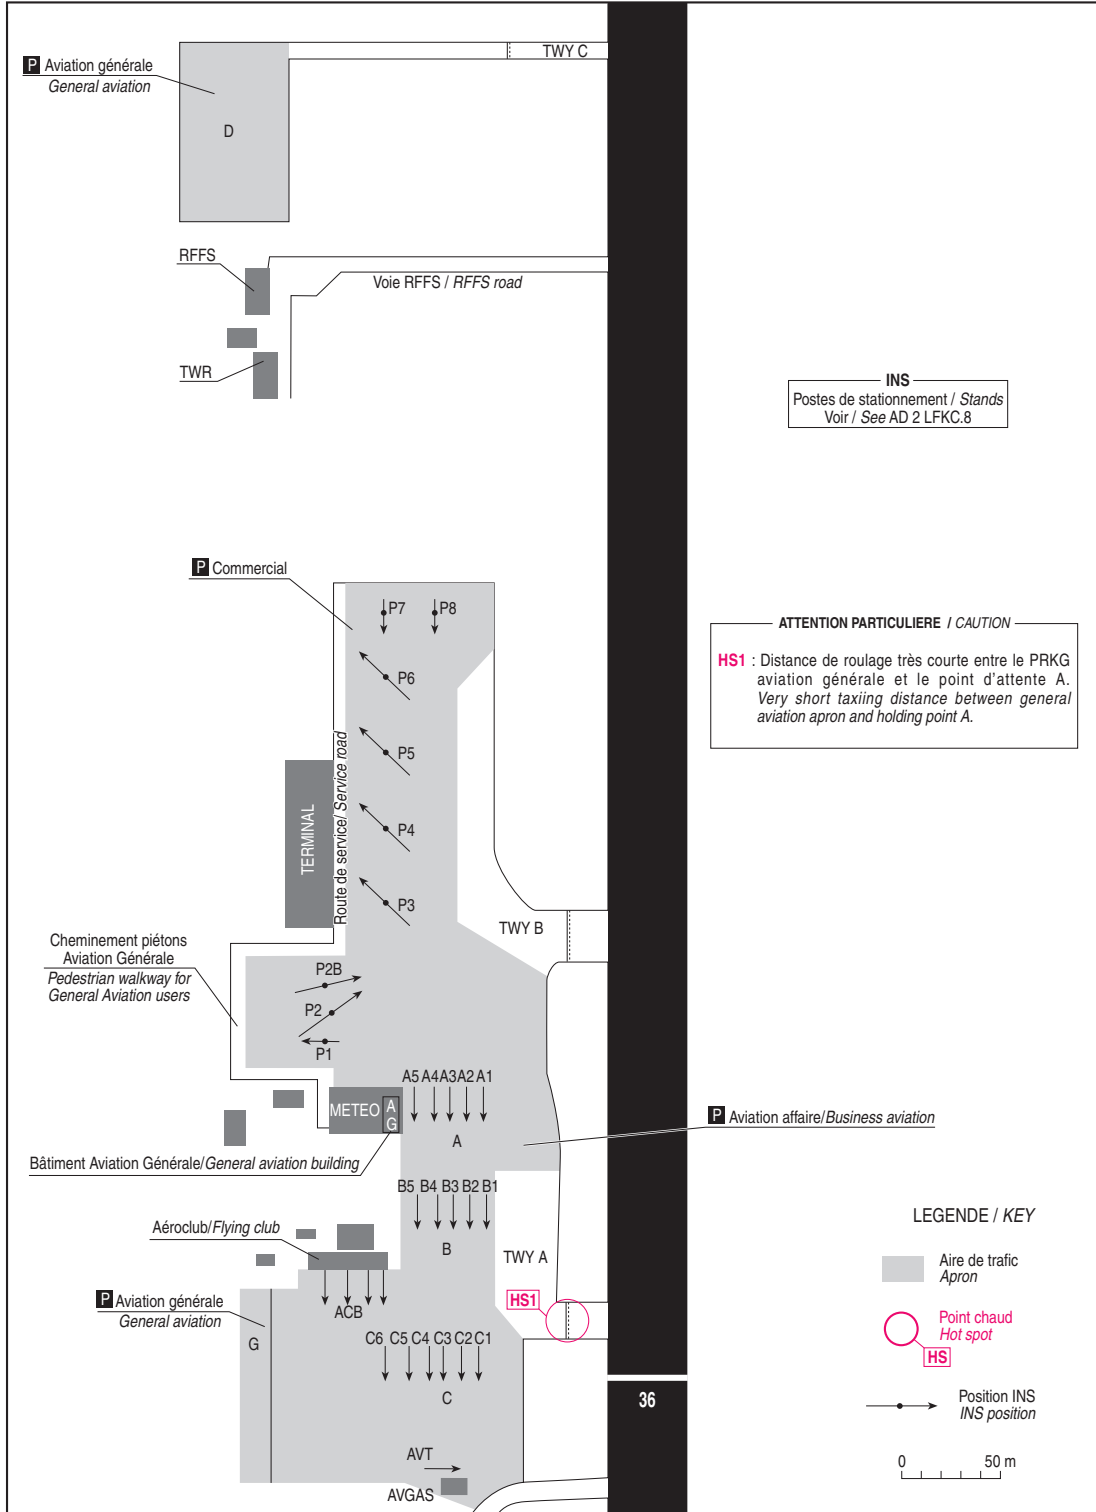 TWY C
P Aviation générale
General aviation
D
RFFS
Voie RFFS / RFFS road
TWR
INS
Postes de stationnement / Stands
Voir / See AD 2 LFKC.8
P Commercial
P7
P8
ATTENTION PARTICULIERE / CAUTION
HS1 : Distance de roulage très courte entre le PRKG
aviation générale et le point d'attente A.
Very short taxiing distance between general
aviation apron and holding point A.
P6
P5
P4
P3
TERMINAL
Route de service/ Service road
TWY B
Cheminement piétons
Aviation Générale
Pedestrian walkway for
General Aviation users
P2B
P2
P1
A5 A4 A3 A2 A1
METEO
A
G
A
P Aviation affaire/Business aviation
Bâtiment Aviation Générale/General aviation building
B5 B4 B3 B2 B1
B
TWY A
Aéroclub/Flying club
P Aviation générale
General aviation
ACB
G
HS1
C6 C5 C4 C3 C2 C1
C
AVT
AVGAS
36
LEGENDE / KEY
Aire de trafic
Apron
Point chaud
Hot spot
HS
Position INS
INS position
0 50 m